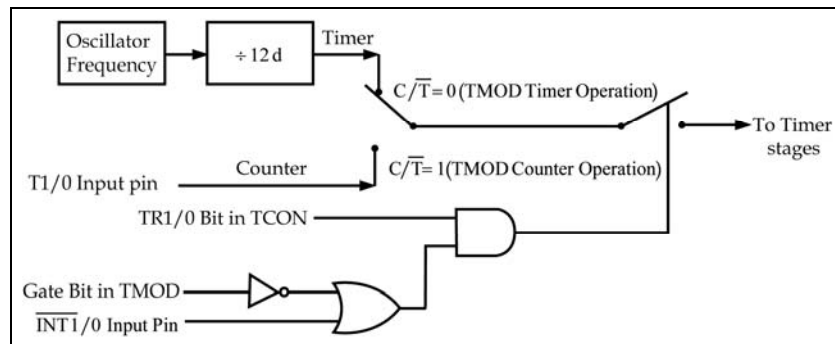 Oscillator
Frequency
÷ 12 d
Timer
C/T̅ = 0 (TMOD Timer Operation)
To Timer
stages
T1/0 Input pin
Counter
C/T̅ = 1 (TMOD Counter Operation)
TR1/0 Bit in TCON
Gate Bit in TMOD
I̅N̅T̅1̅/0 Input Pin